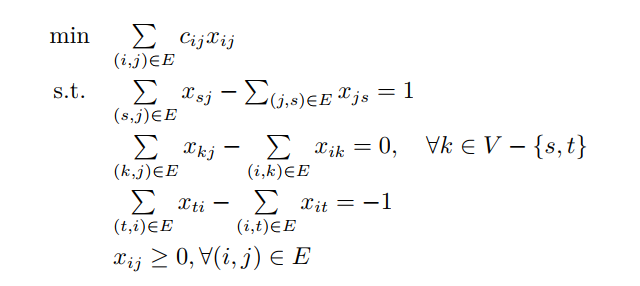 min ∑_{(i,j)∈E} c_{ij}x_{ij}
s.t. ∑_{(s,j)∈E} x_{sj} − ∑_{(j,s)∈E} x_{js} = 1
∑_{(k,j)∈E} x_{kj} − ∑_{(i,k)∈E} x_{ik} = 0, ∀k ∈ V − {s, t}
∑_{(t,i)∈E} x_{ti} − ∑_{(i,t)∈E} x_{it} = −1
x_{ij} ≥ 0, ∀(i, j) ∈ E